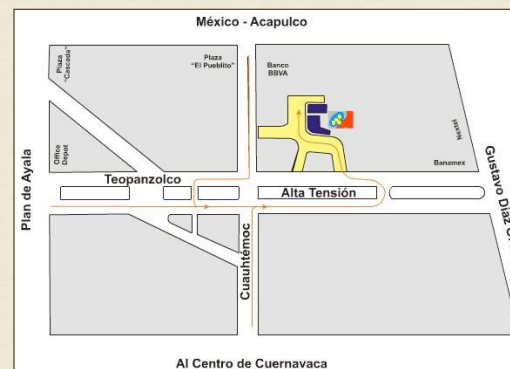 México - Acapulco
Plaza
"Cascada"
Plaza
"El Pueblito"
Banco
BBVA
Nextel
Office
Depot
Banamex
Teopanzolco
Alta Tensión
Plan de Ayala
Cuauhtemoc
Gustavo Díaz
Al Centro de Cuernavaca